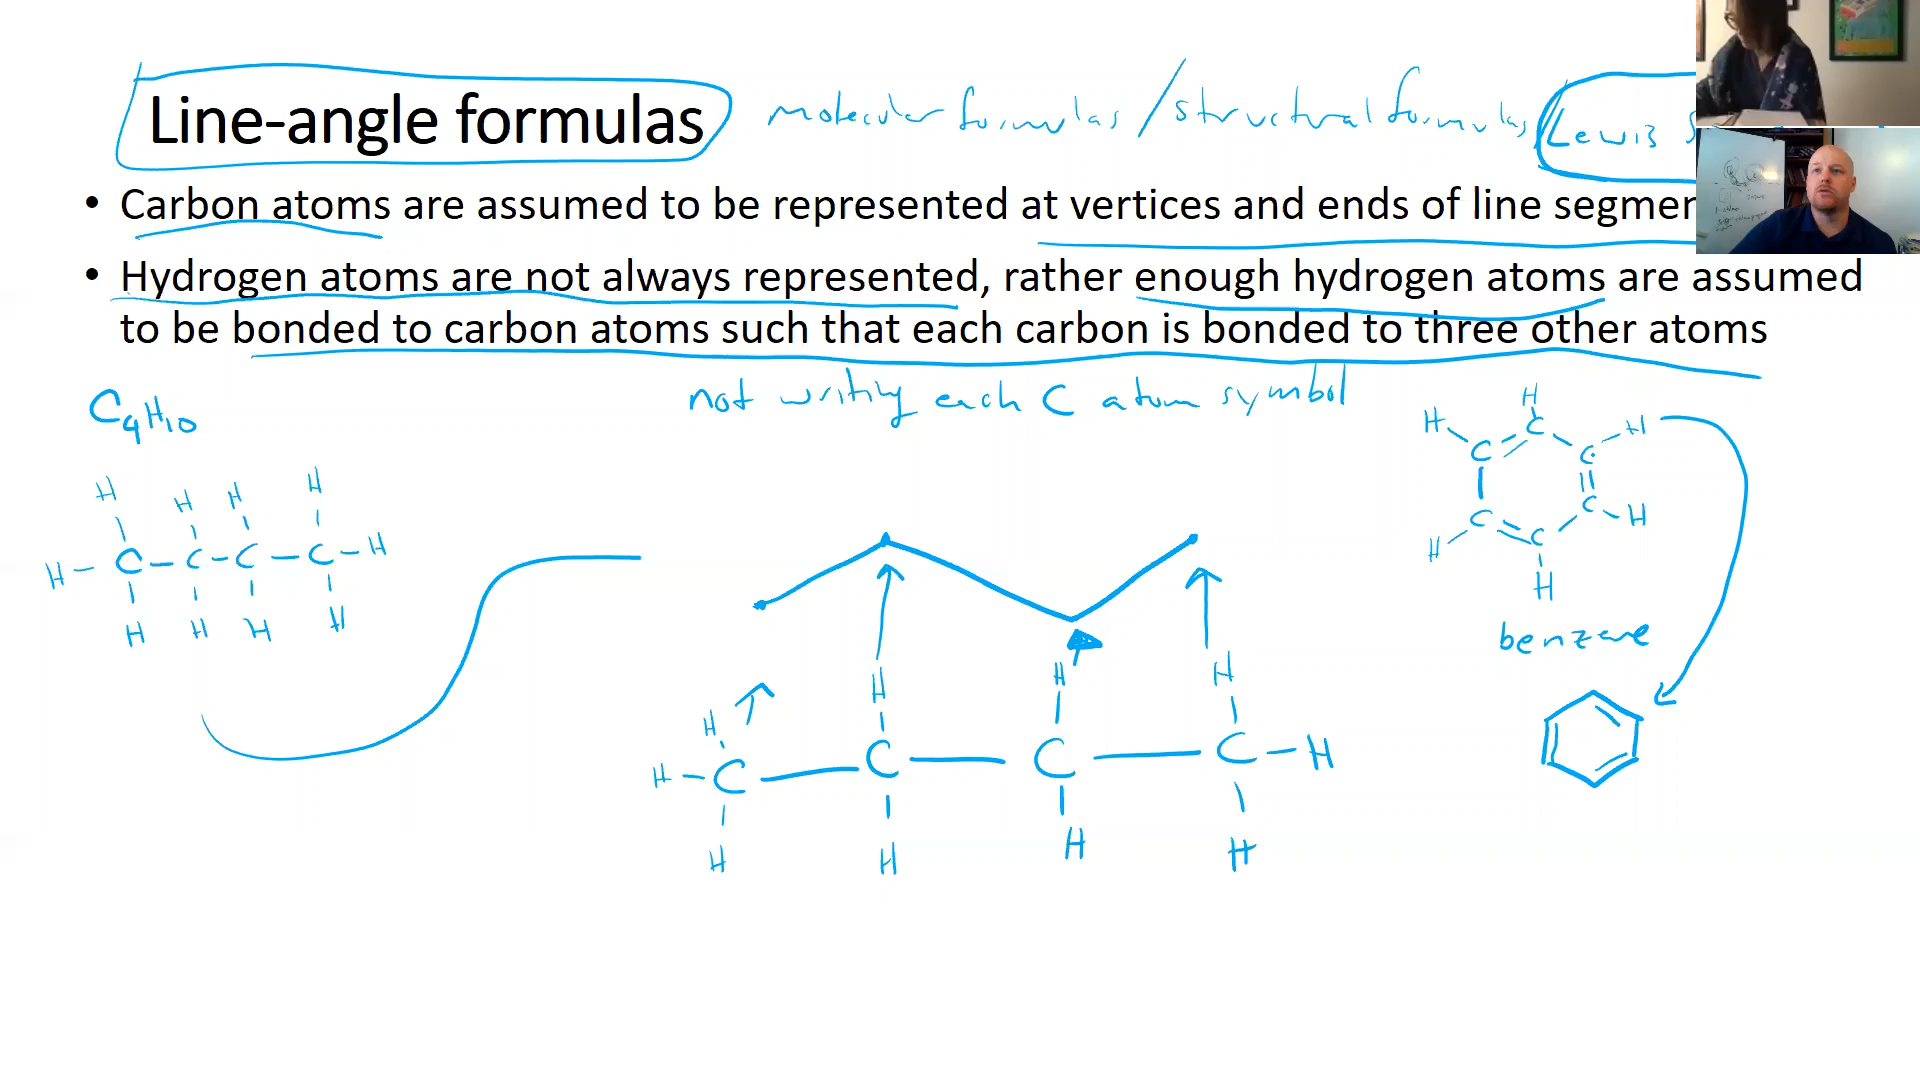 Line-angle formulas
molecular formulas / structural formulas
Lewis S
• Carbon atoms are assumed to be represented at vertices and ends of line segmen
• Hydrogen atoms are not always represented, rather enough hydrogen atoms are assumed
to be bonded to carbon atoms such that each carbon is bonded to three other atoms
C4H10
not writing each C atom symbol
H H H H
H - C - C - C - C - H
H H H H
H H H H
H - C - C - C - C - H
H H H H
H
H C H
C C
C C H
H C
H
benzene